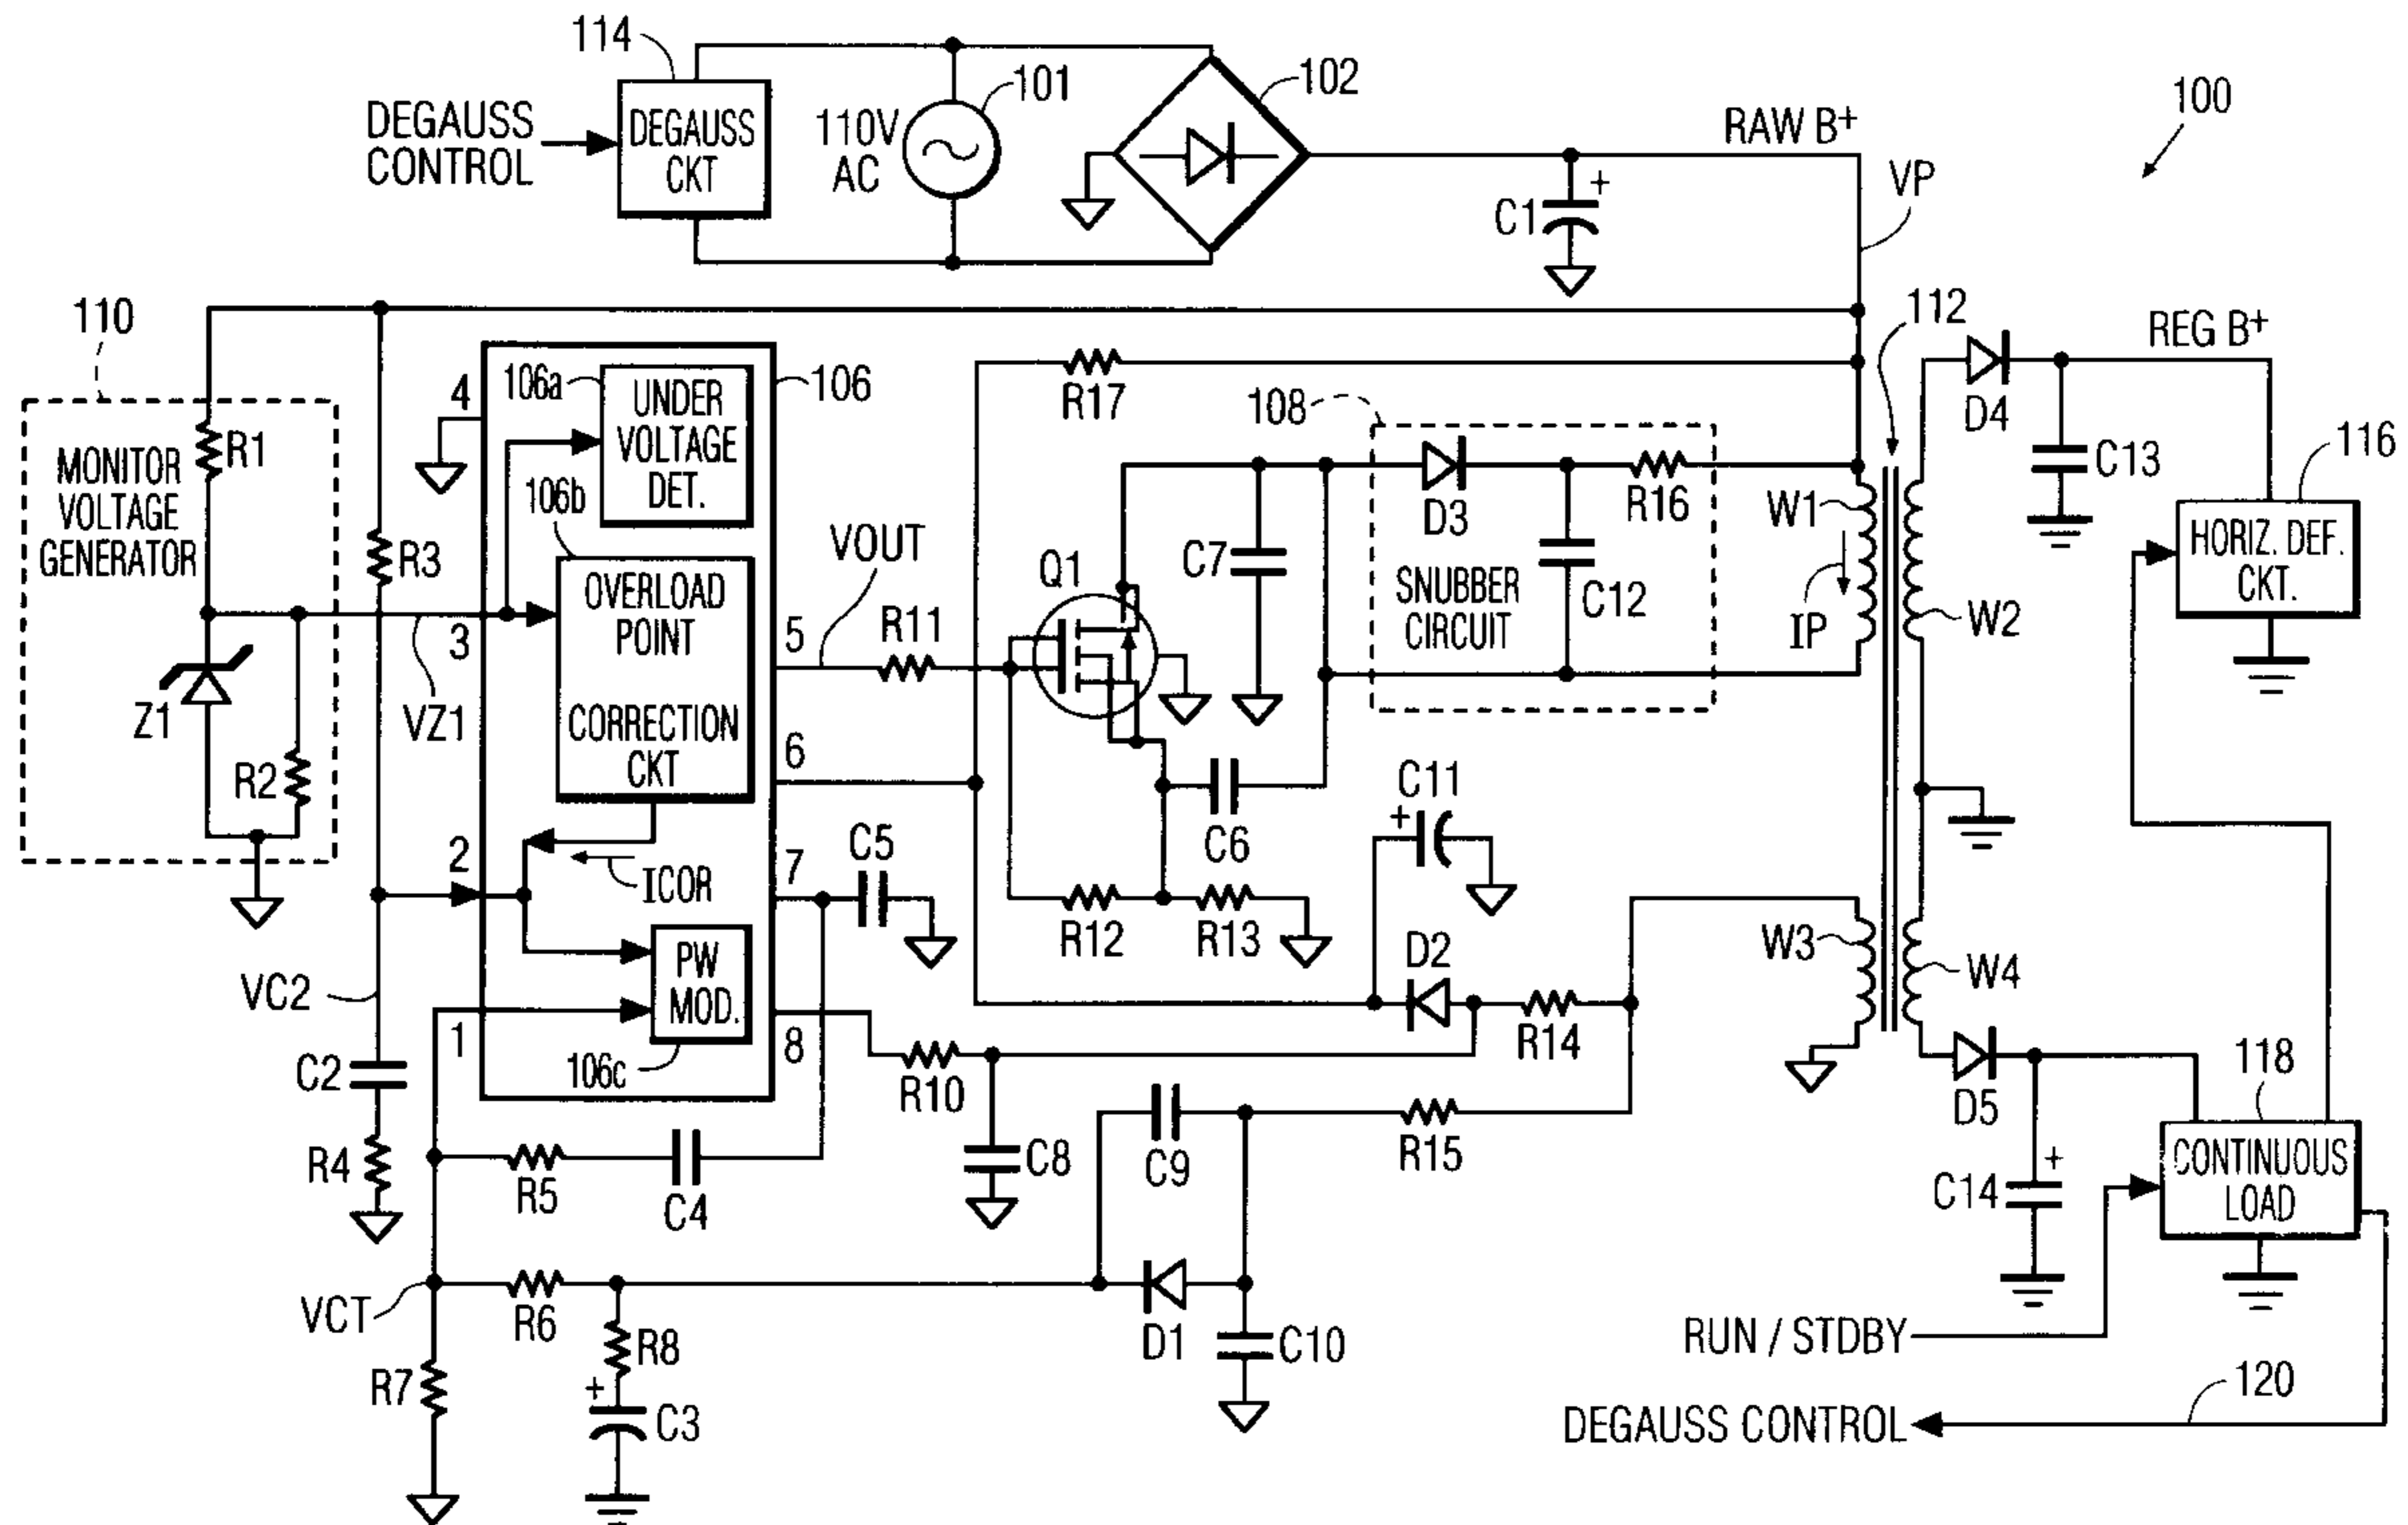 114
DEGAUSS
CONTROL
DEGAUSS
CKT
110V
AC
101
102
RAW B+
100
VP
110
MONITOR
VOLTAGE
GENERATOR
R1
Z1
R2
R3
VZ1
4
3
2
1
106a
UNDER
VOLTAGE
DET.
106
106b
OVERLOAD
POINT
CORRECTION
CKT
ICOR
PW
MOD.
106c
5
6
7
8
VOUT
R11
R17
108
Q1
C7
D3
SNUBBER
CIRCUIT
C12
R16
112
W1
IP
W2
D4
REG B+
C13
116
HORIZ. DEF.
CKT.
C5
C6
R12
R13
+
C11
D2
R14
W3
W4
VC2
C2
R4
R5
C4
R10
C8
C9
R15
D5
C14
+
118
CONTINUOUS
LOAD
VCT
R6
R7
R8
+
C3
D1
C10
RUN / STDBY
DEGAUSS CONTROL
120
C1
+